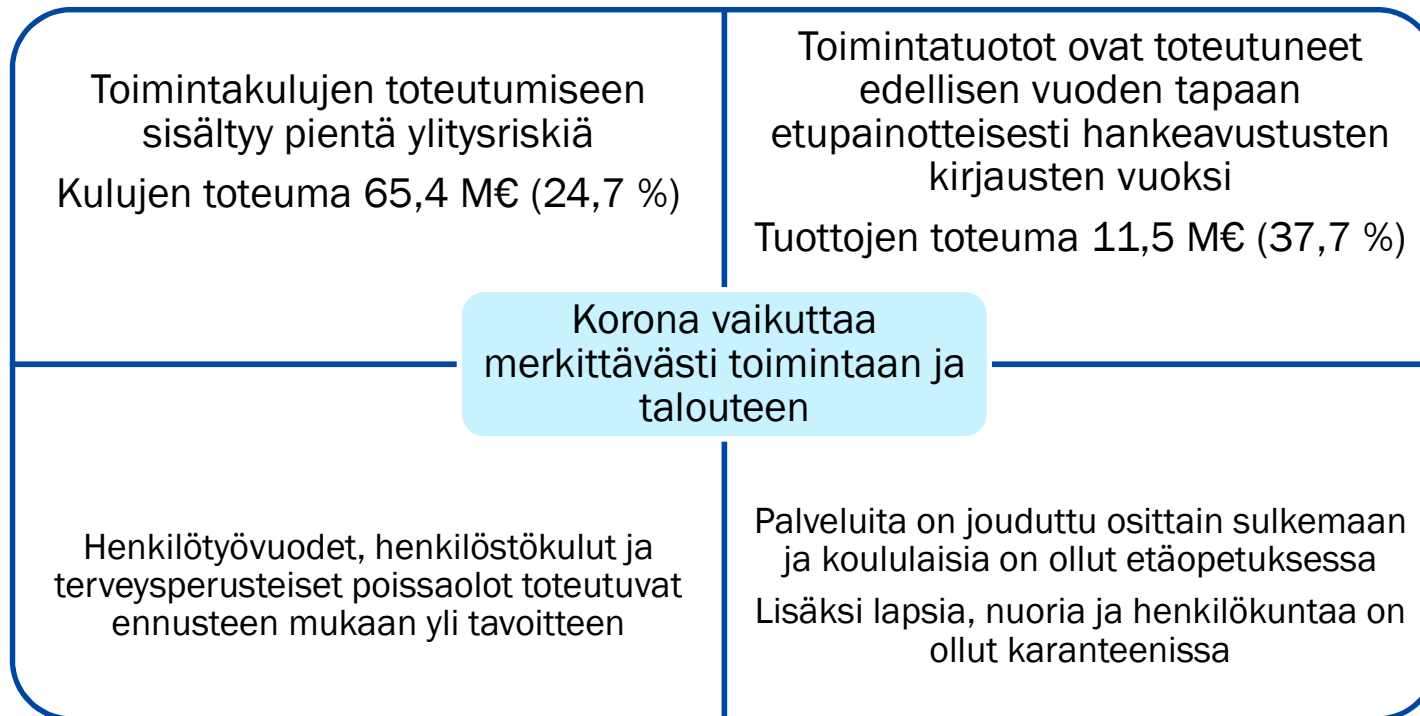 Toimintakulujen toteutumiseen
sisältyy pientä ylitysriskiä
Kulujen toteuma 65,4 M€ (24,7 %)
Toimintatuotot ovat toteutuneet
edellisen vuoden tapaan
etupainotteisesti hankeavustusten
kirjausten vuoksi
Tuottojen toteuma 11,5 M€ (37,7 %)
Korona vaikuttaa
merkittävästi toimintaan ja
talouteen
Henkilötyövuodet, henkilöstökulut ja
terveysperusteiset poissaolot toteutuvat
ennusteen mukaan yli tavoitteen
Palveluita on jouduttu osittain sulkemaan
ja koululaisia on ollut etäopetuksessa
Lisäksi lapsia, nuoria ja henkilökuntaa on
ollut karanteenissa